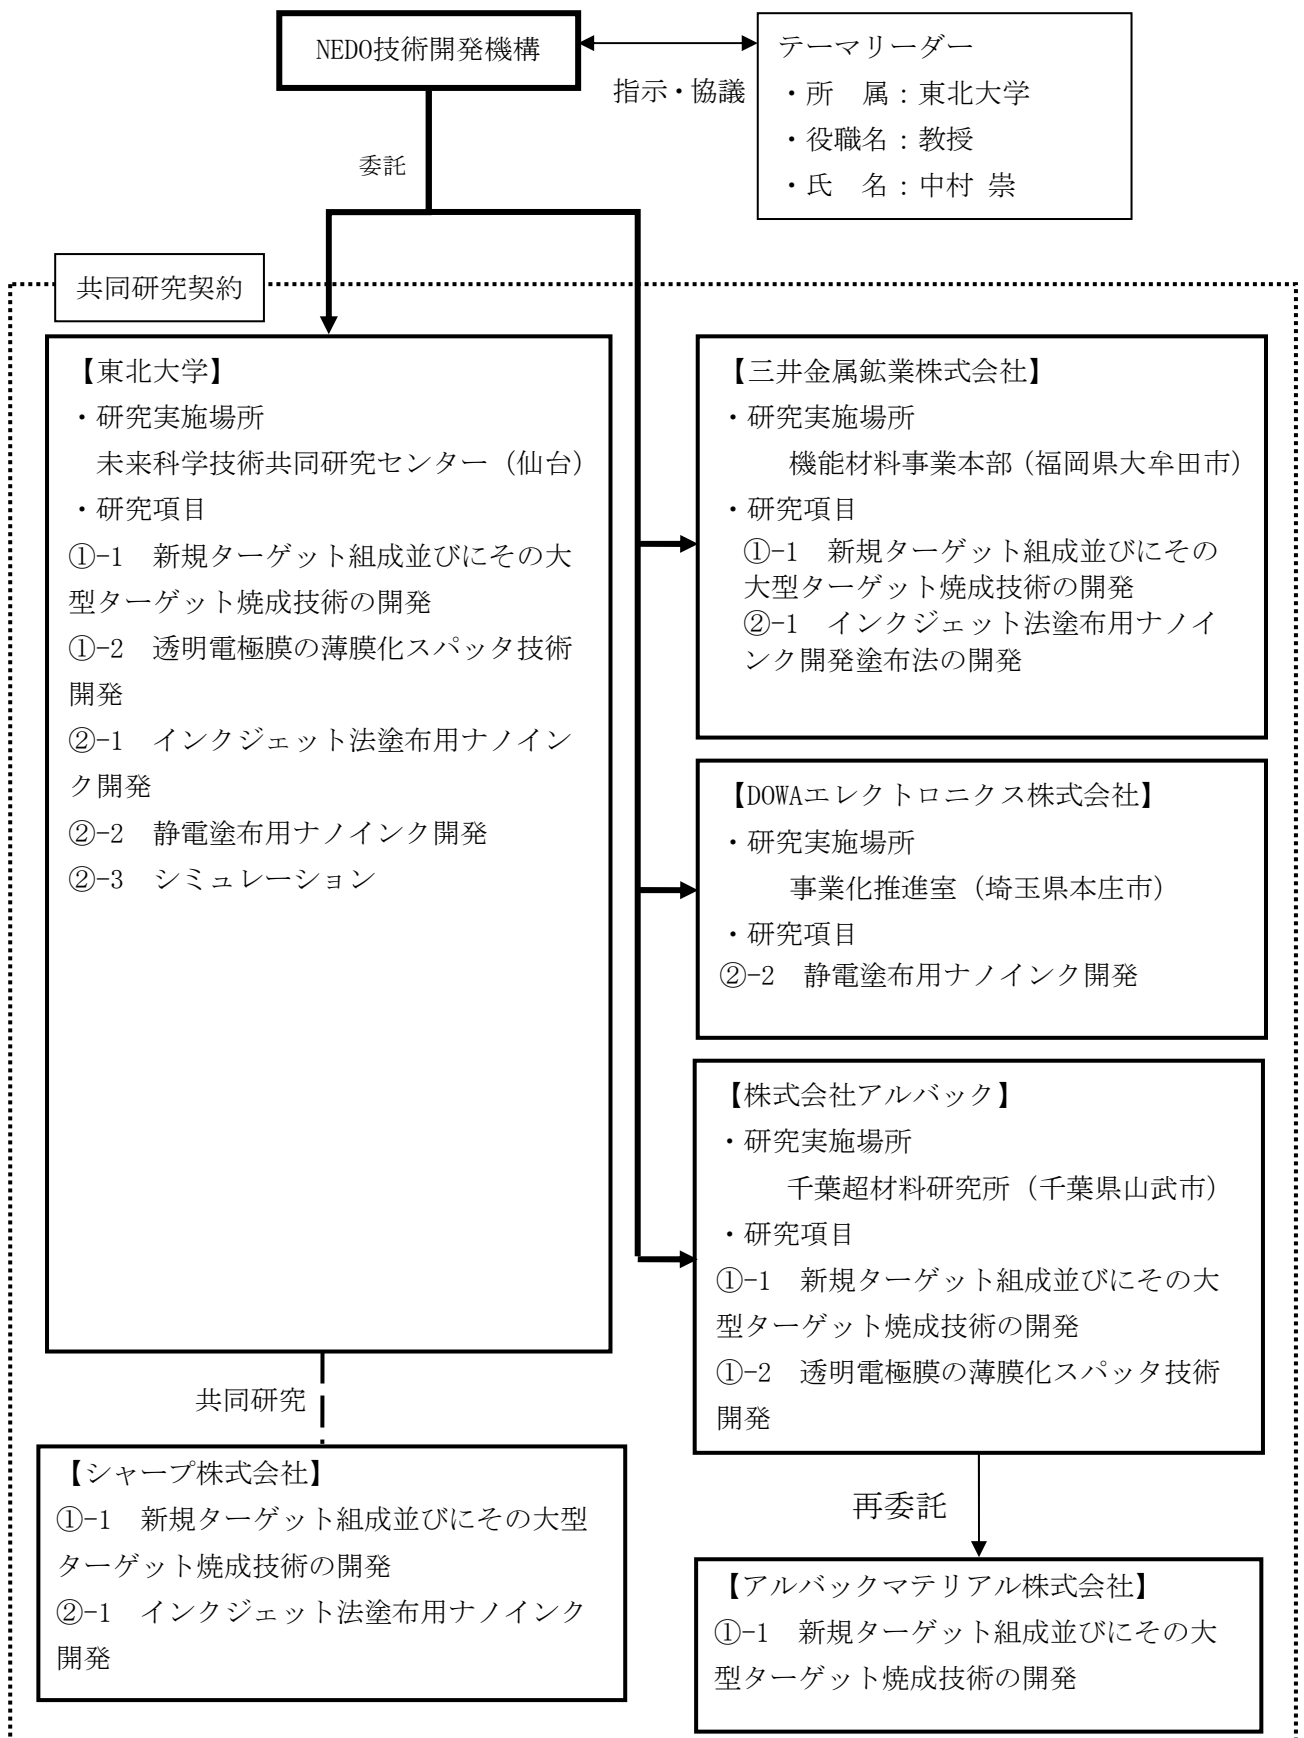 NEDO技術開発機構
指示・協議
テーマリーダー
・所　属：東北大学
・役職名：教授
・氏　名：中村 崇
委託
共同研究契約
【東北大学】
・研究実施場所
未来科学技術共同研究センター（仙台）
・研究項目
①-1　新規ターゲット組成並びにその大
型ターゲット焼成技術の開発
①-2　透明電極膜の薄膜化スパッタ技術
開発
②-1　インクジェット法塗布用ナノイン
ク開発
②-2　静電塗布用ナノインク開発
②-3　シミュレーション
【三井金属鉱業株式会社】
・研究実施場所
機能材料事業本部（福岡県大牟田市）
・研究項目
①-1　新規ターゲット組成並びにその
大型ターゲット焼成技術の開発
②-1　インクジェット法塗布用ナノイ
ンク開発塗布法の開発
【DOWAエレクトロニクス株式会社】
・研究実施場所
事業化推進室（埼玉県本庄市）
・研究項目
②-2　静電塗布用ナノインク開発
【株式会社アルバック】
・研究実施場所
千葉超材料研究所（千葉県山武市）
・研究項目
①-1　新規ターゲット組成並びにその大
型ターゲット焼成技術の開発
①-2　透明電極膜の薄膜化スパッタ技術
開発
共同研究
【シャープ株式会社】
①-1　新規ターゲット組成並びにその大型
ターゲット焼成技術の開発
②-1　インクジェット法塗布用ナノインク
開発
再委託
【アルバックマテリアル株式会社】
①-1　新規ターゲット組成並びにその大
型ターゲット焼成技術の開発